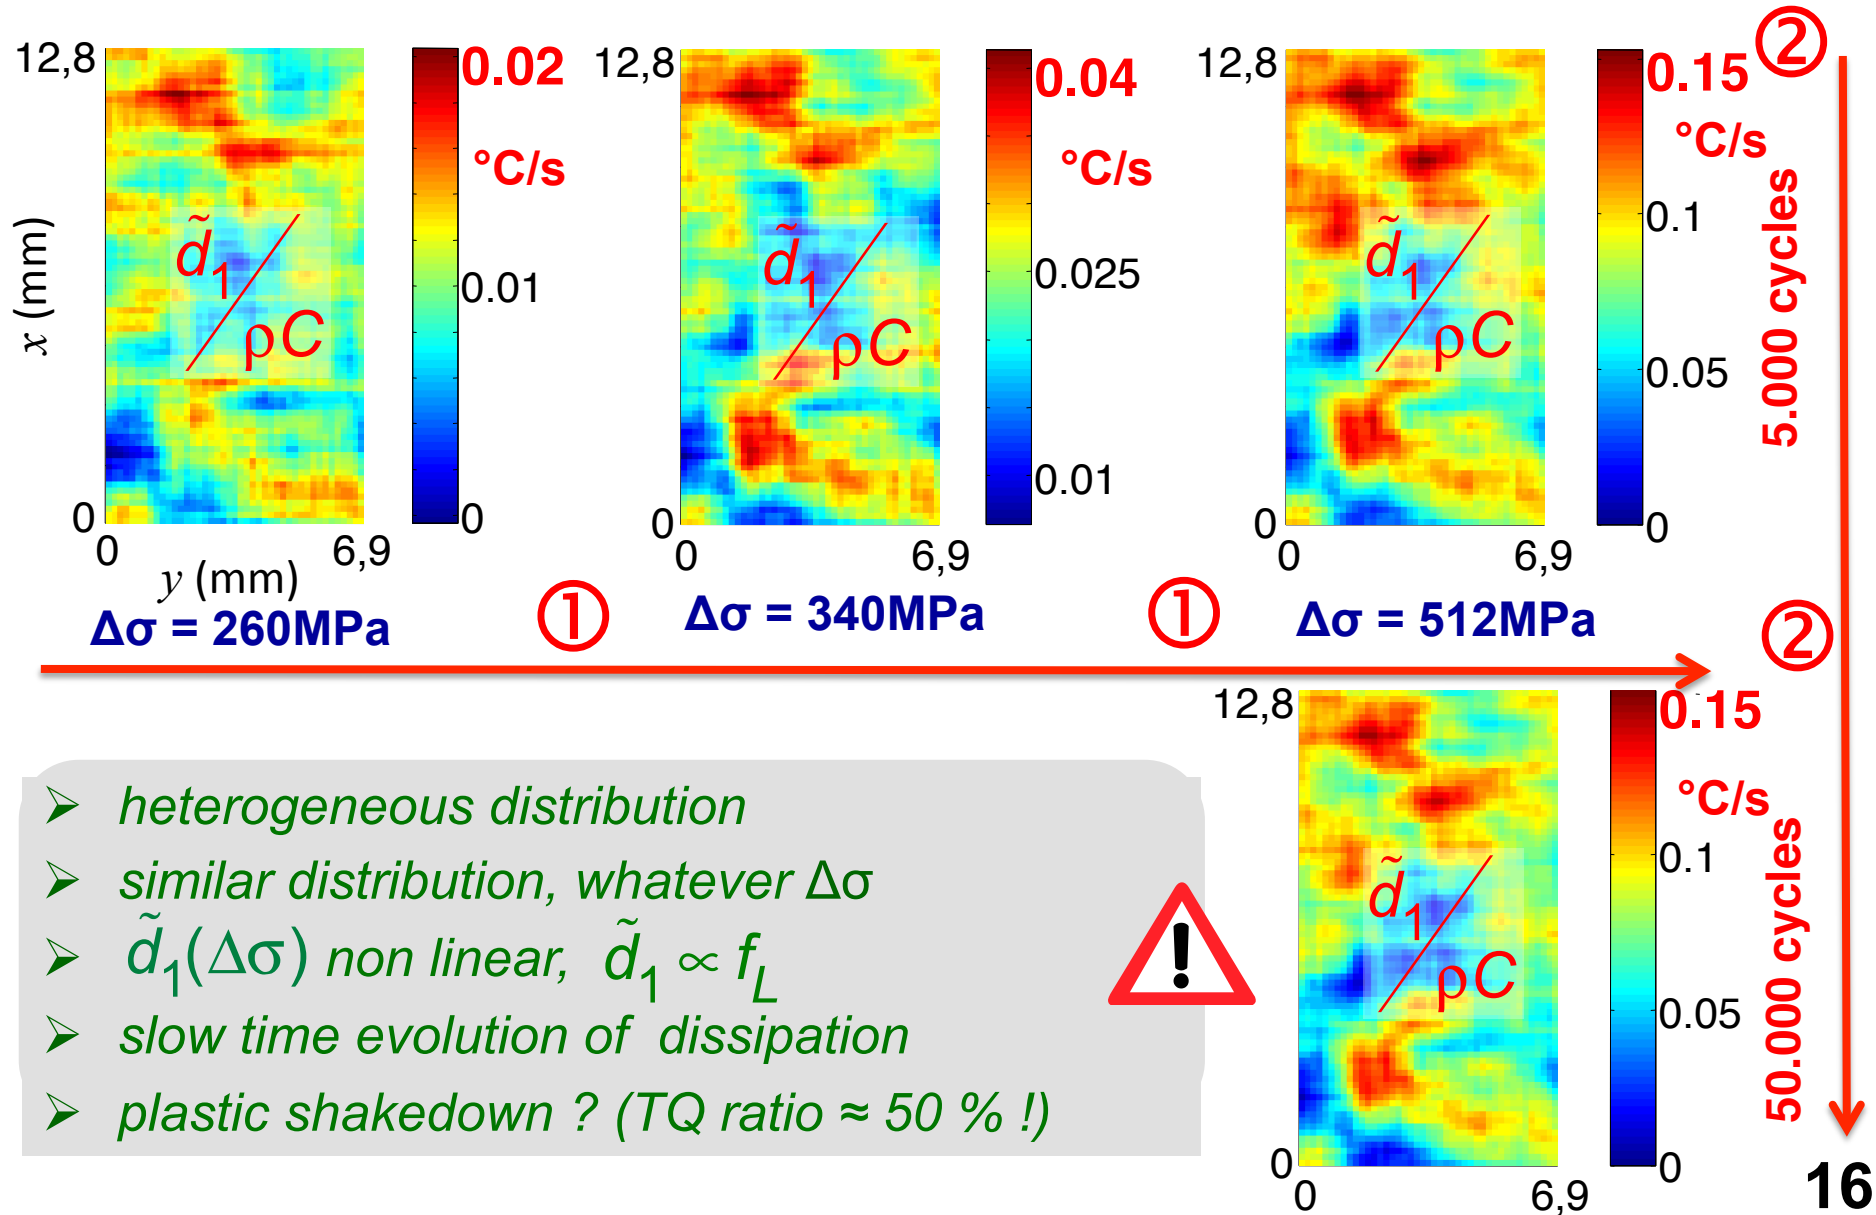 12,8
x (mm)
0
0
6,9
y (mm)
0.02
°C/s
0.01
0
d̃₁/ρC
Δσ = 260MPa
①
12,8
0
0
6,9
0.04
°C/s
0.025
0.01
d̃₁/ρC
Δσ = 340MPa
①
12,8
0
0
6,9
0.15
°C/s
0.1
0.05
0
d̃₁/ρC
Δσ = 512MPa
②
5.000 cycles
②
12,8
0
0
6,9
0.15
°C/s
0.1
0.05
0
d̃₁/ρC
50.000 cycles
➢ heterogeneous distribution
➢ similar distribution, whatever Δσ
➢ d̃₁(Δσ) non linear, d̃₁ ∝ f_L
➢ slow time evolution of dissipation
➢ plastic shakedown ? (TQ ratio ≈ 50 % !)
!
16